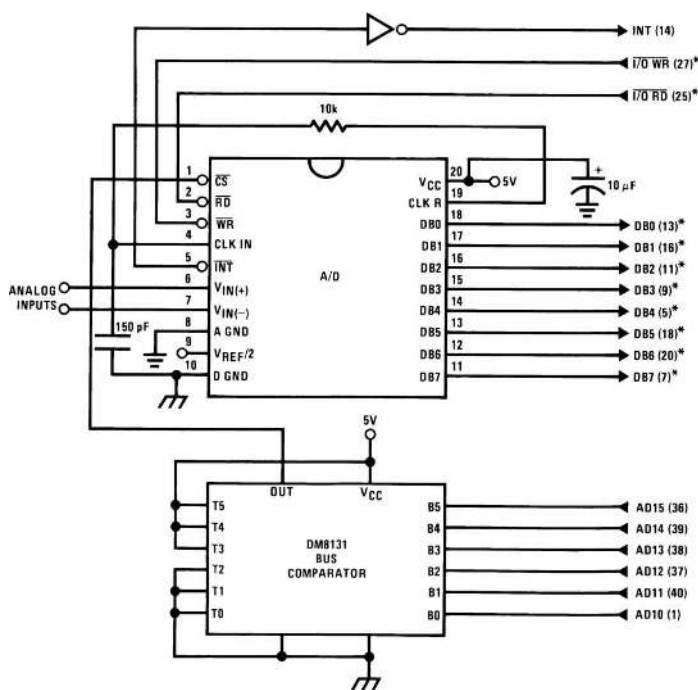 INT (14)
I/O WR (27)*
I/O RD (25)*
10k
1 CS
2 RD
3 WR
4 CLK IN
5 INT
6 VIN(+)
7 VIN(−)
8 A GND
9 VREF/2
10 D GND
A/D
20 VCC
19 CLK R
18 DB0
17 DB1
16 DB2
15 DB3
14 DB4
13 DB5
12 DB6
11 DB7
5V
+
10 µF
DB0 (13)*
DB1 (16)*
DB2 (11)*
DB3 (9)*
DB4 (5)*
DB5 (18)*
DB6 (20)*
DB7 (7)*
ANALOG
INPUTS
150 pF
5V
OUT
VCC
T5
T4
T3
T2
T1
T0
DM8131
BUS
COMPARATOR
B5
B4
B3
B2
B1
B0
AD15 (36)
AD14 (39)
AD13 (38)
AD12 (37)
AD11 (40)
AD10 (1)